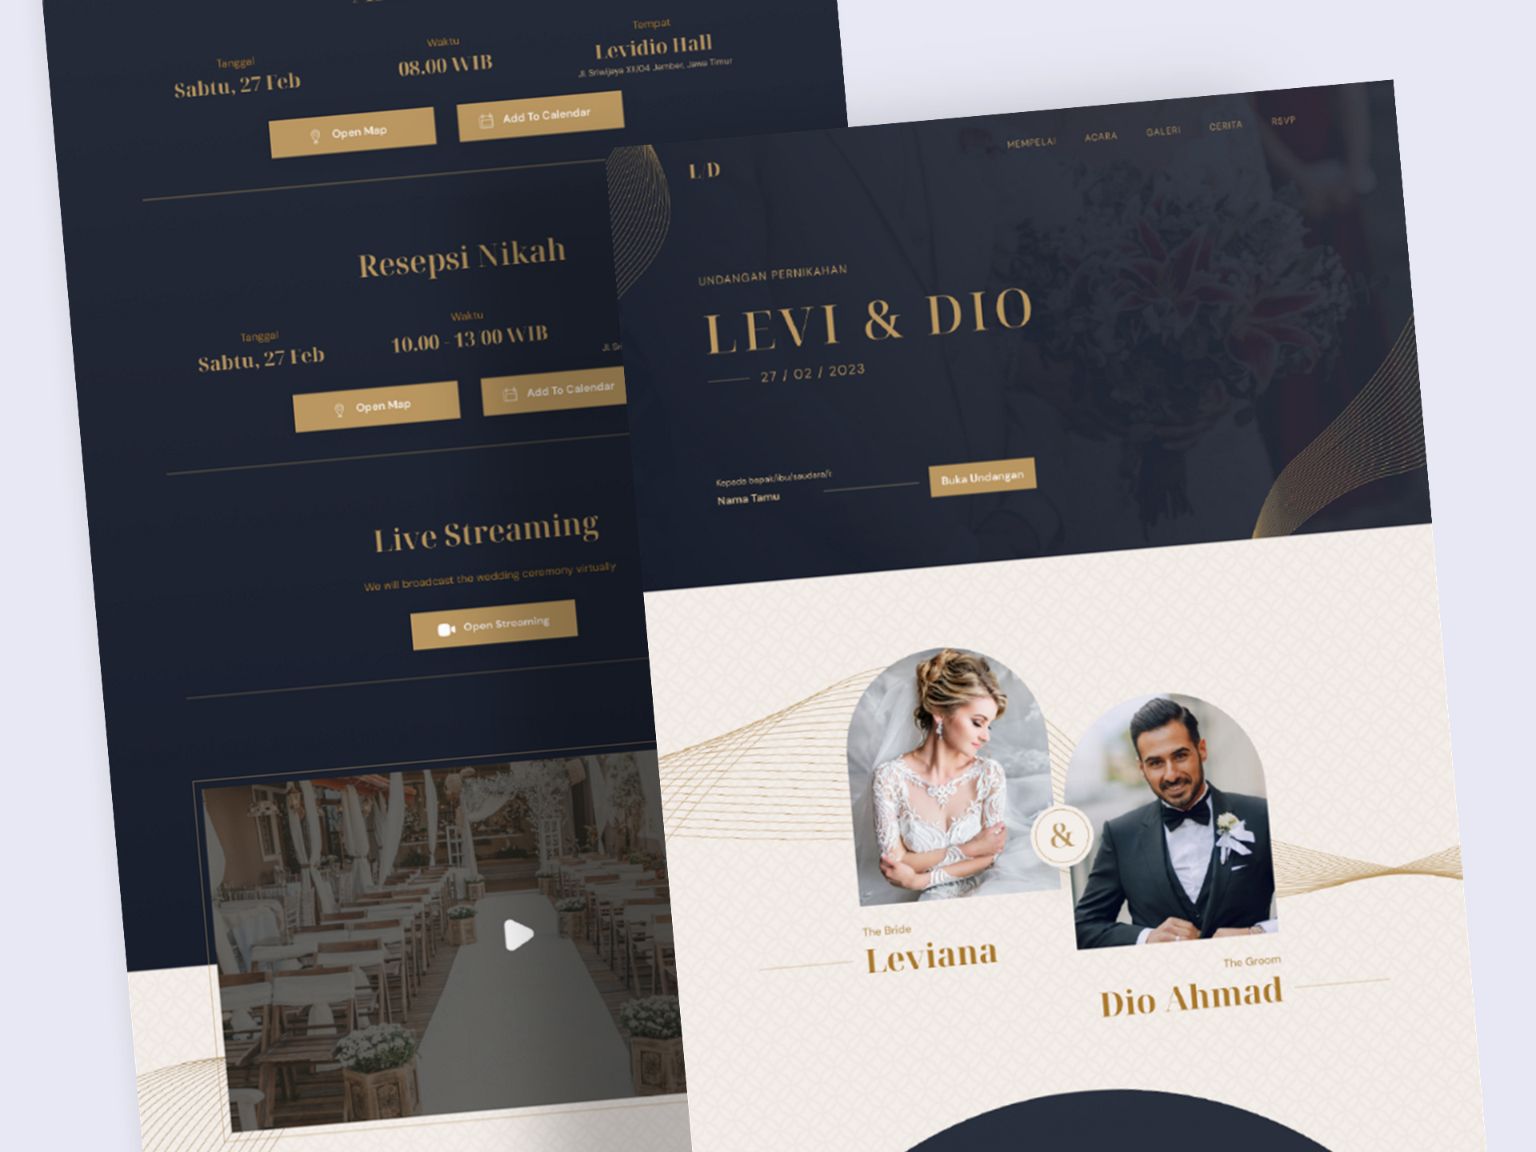 Tanggal
Sabtu, 27 Feb
Waktu
08.00 WIB
Tempat
Levidio Hall
Jl. Sriwijaya XII/04 Jember, Jawa Timur
Open Map
Add To Calendar
Resepsi Nikah
Tanggal
Sabtu, 27 Feb
Waktu
10.00 - 13.00 WIB
Open Map
Add To Calendar
Live Streaming
We will broadcast the wedding ceremony virtually
Open Streaming
L D
MEMPELAI ACARA GALERI CERITA RSVP
UNDANGAN PERNIKAHAN
LEVI & DIO
27 / 02 / 2023
Kepada bapak/ibu/saudara/i
Nama Tamu
Buka Undangan
&
The Bride
Leviana
The Groom
Dio Ahmad